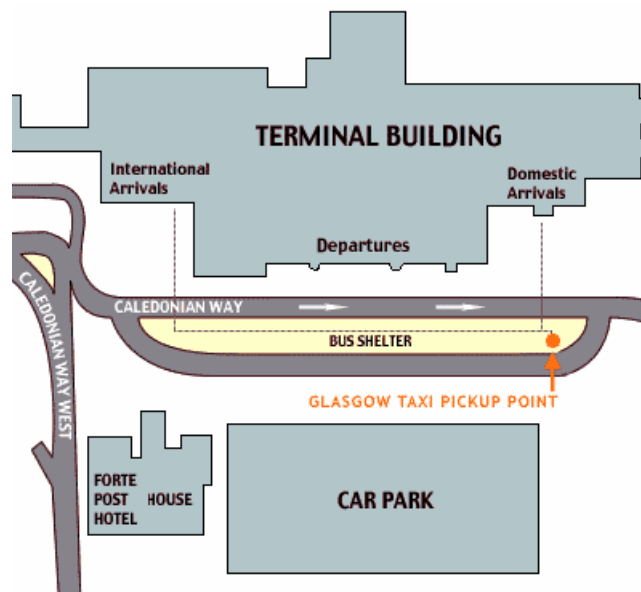 TERMINAL BUILDING
International
Arrivals
Domestic
Arrivals
Departures
CALEDONIAN WAY
CALEDONIAN WAY WEST
BUS SHELTER
GLASGOW TAXI PICKUP POINT
FORTE
POST HOUSE
HOTEL
CAR PARK